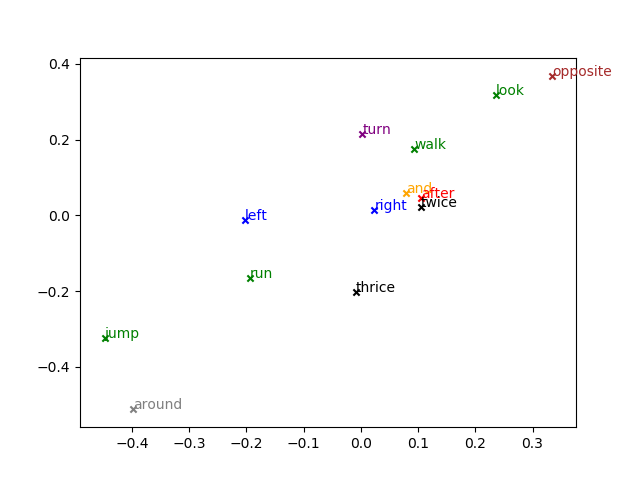 0.4
opposite
look
0.2
turn
walk
and
after
twice
right
left
0.0
run
−0.2
thrice
jump
−0.4
around
−0.4 −0.3 −0.2 −0.1 0.0 0.1 0.2 0.3